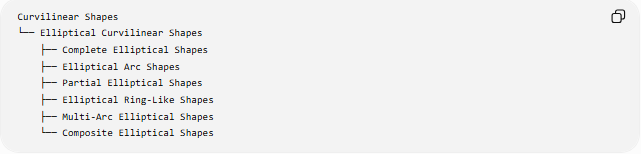 Curvilinear Shapes
└── Elliptical Curvilinear Shapes
    ├── Complete Elliptical Shapes
    ├── Elliptical Arc Shapes
    ├── Partial Elliptical Shapes
    ├── Elliptical Ring-Like Shapes
    ├── Multi-Arc Elliptical Shapes
    └── Composite Elliptical Shapes